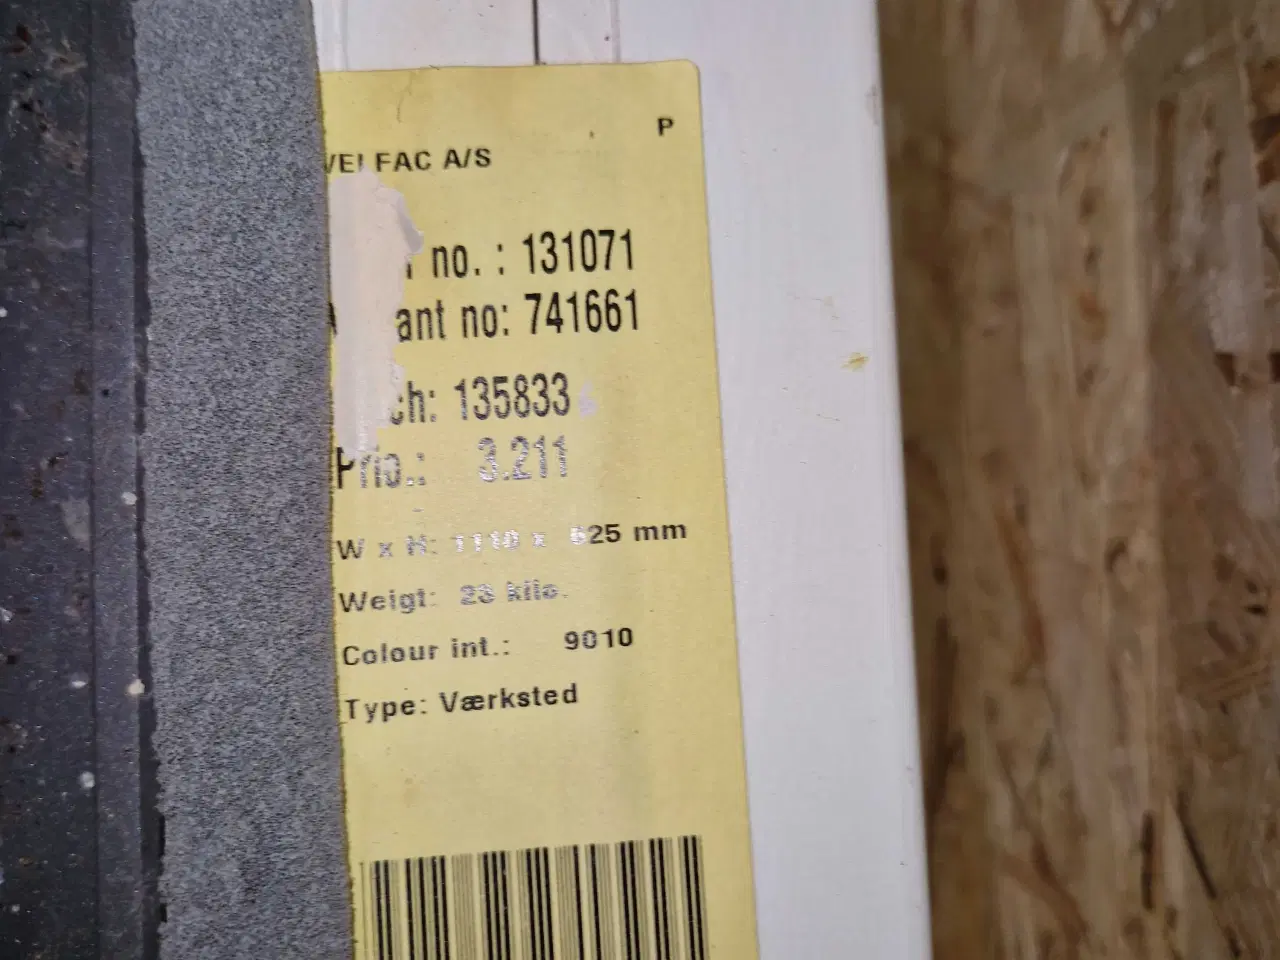 P
VELFAC A/S
no. : 131071
ant no: 741661
ch: 135833
Prio.: 3.211
W x H: 1110 x 625 mm
Weigt: 23 kilo.
Colour int.: 9010
Type: Værksted